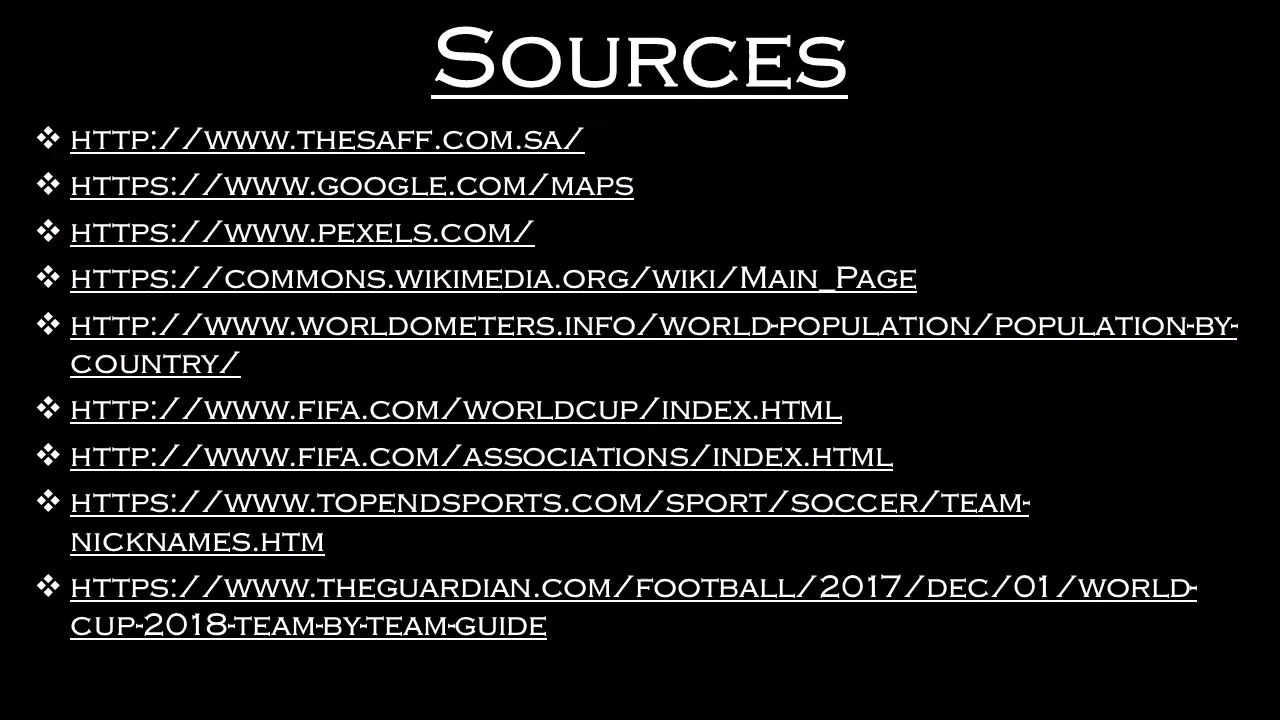 Sources
❖ http://www.thesaff.com.sa/
❖ https://www.google.com/maps
❖ https://www.pexels.com/
❖ https://commons.wikimedia.org/wiki/Main_Page
❖ http://www.worldometers.info/world-population/population-by-
country/
❖ http://www.fifa.com/worldcup/index.html
❖ http://www.fifa.com/associations/index.html
❖ https://www.topendsports.com/sport/soccer/team-
nicknames.htm
❖ https://www.theguardian.com/football/2017/dec/01/world-
cup-2018-team-by-team-guide